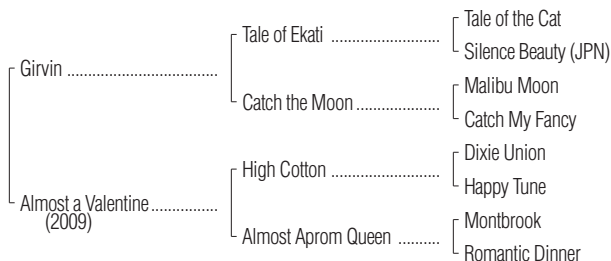 Tale of the Cat
Tale of Ekati ................................
Silence Beauty (JPN)
Girvin ............................................
Malibu Moon
Catch the Moon ........................
Catch My Fancy
Dixie Union
High Cotton ................................
Happy Tune
Almost a Valentine ...................
(2009)
Montbrook
Almost Aprom Queen ............
Romantic Dinner